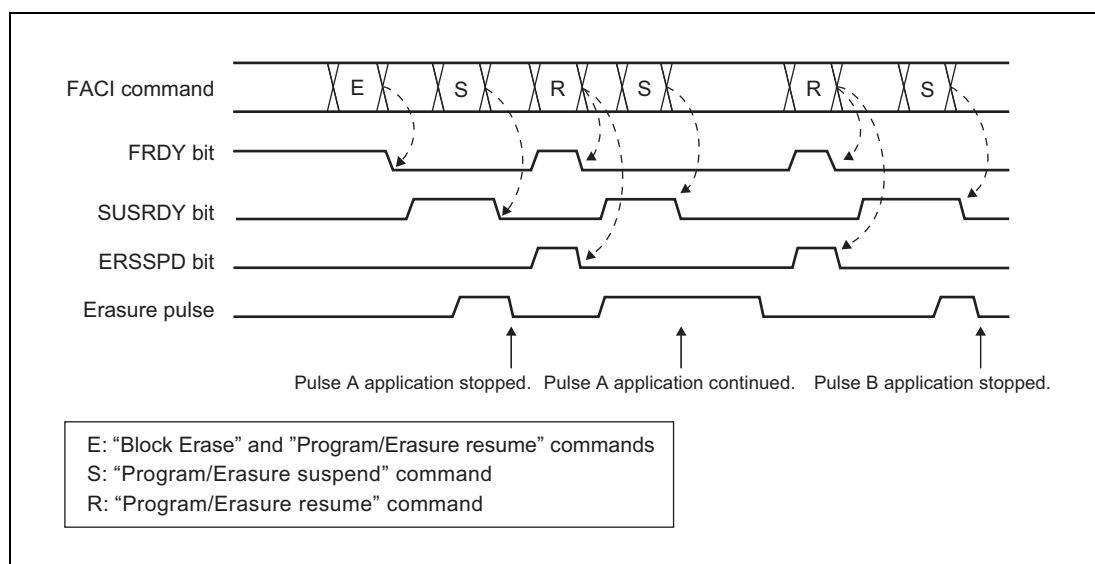 FACI command
E S R S R S
FRDY bit
SUSRDY bit
ERSSPD bit
Erasure pulse
Pulse A application stopped. Pulse A application continued. Pulse B application stopped.
E: “Block Erase” and ”Program/Erasure resume” commands
S: “Program/Erasure suspend” command
R: “Program/Erasure resume” command